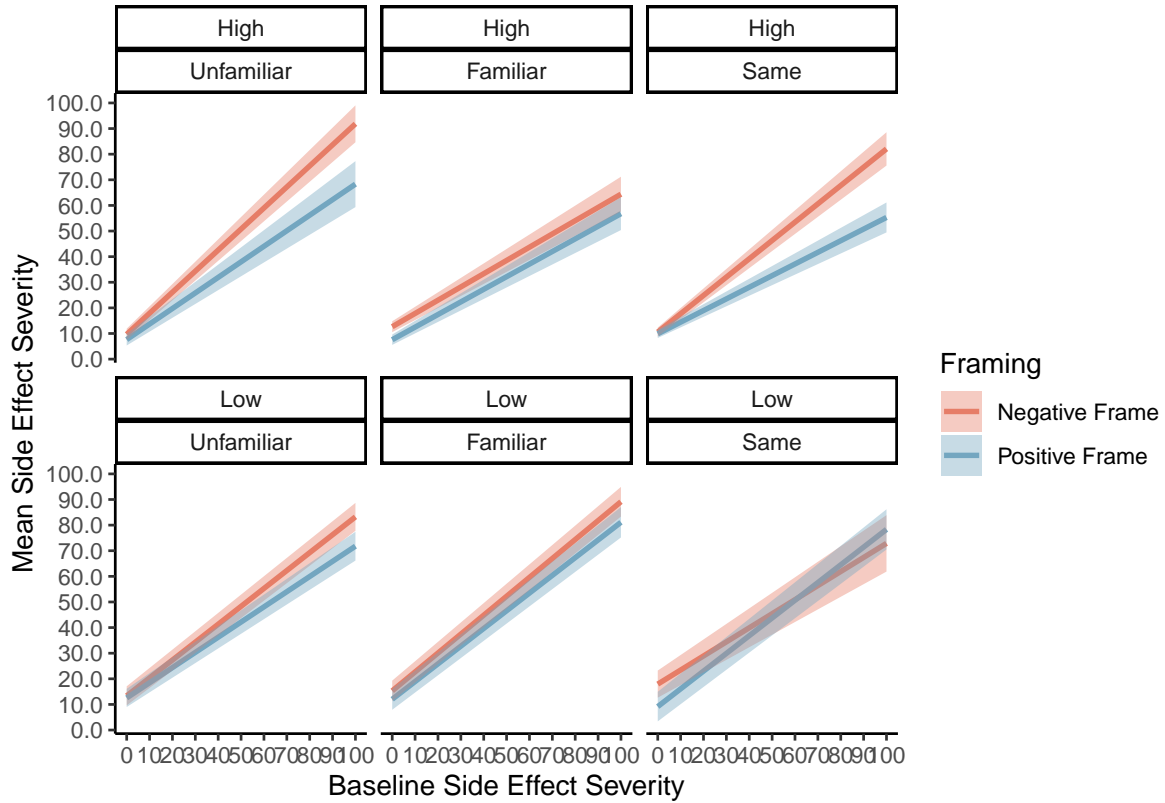 High High High
Unfamiliar Familiar Same
100.0
90.0
80.0
70.0
60.0
50.0
40.0
30.0
20.0
10.0
0.0
Low Low Low
Unfamiliar Familiar Same
100.0
90.0
80.0
70.0
60.0
50.0
40.0
30.0
20.0
10.0
0.0
0 10 20 30 40 50 60 70 80 90 100 0 10 20 30 40 50 60 70 80 90 100 0 10 20 30 40 50 60 70 80 90 100
Baseline Side Effect Severity
Mean Side Effect Severity
Framing
Negative Frame
Positive Frame